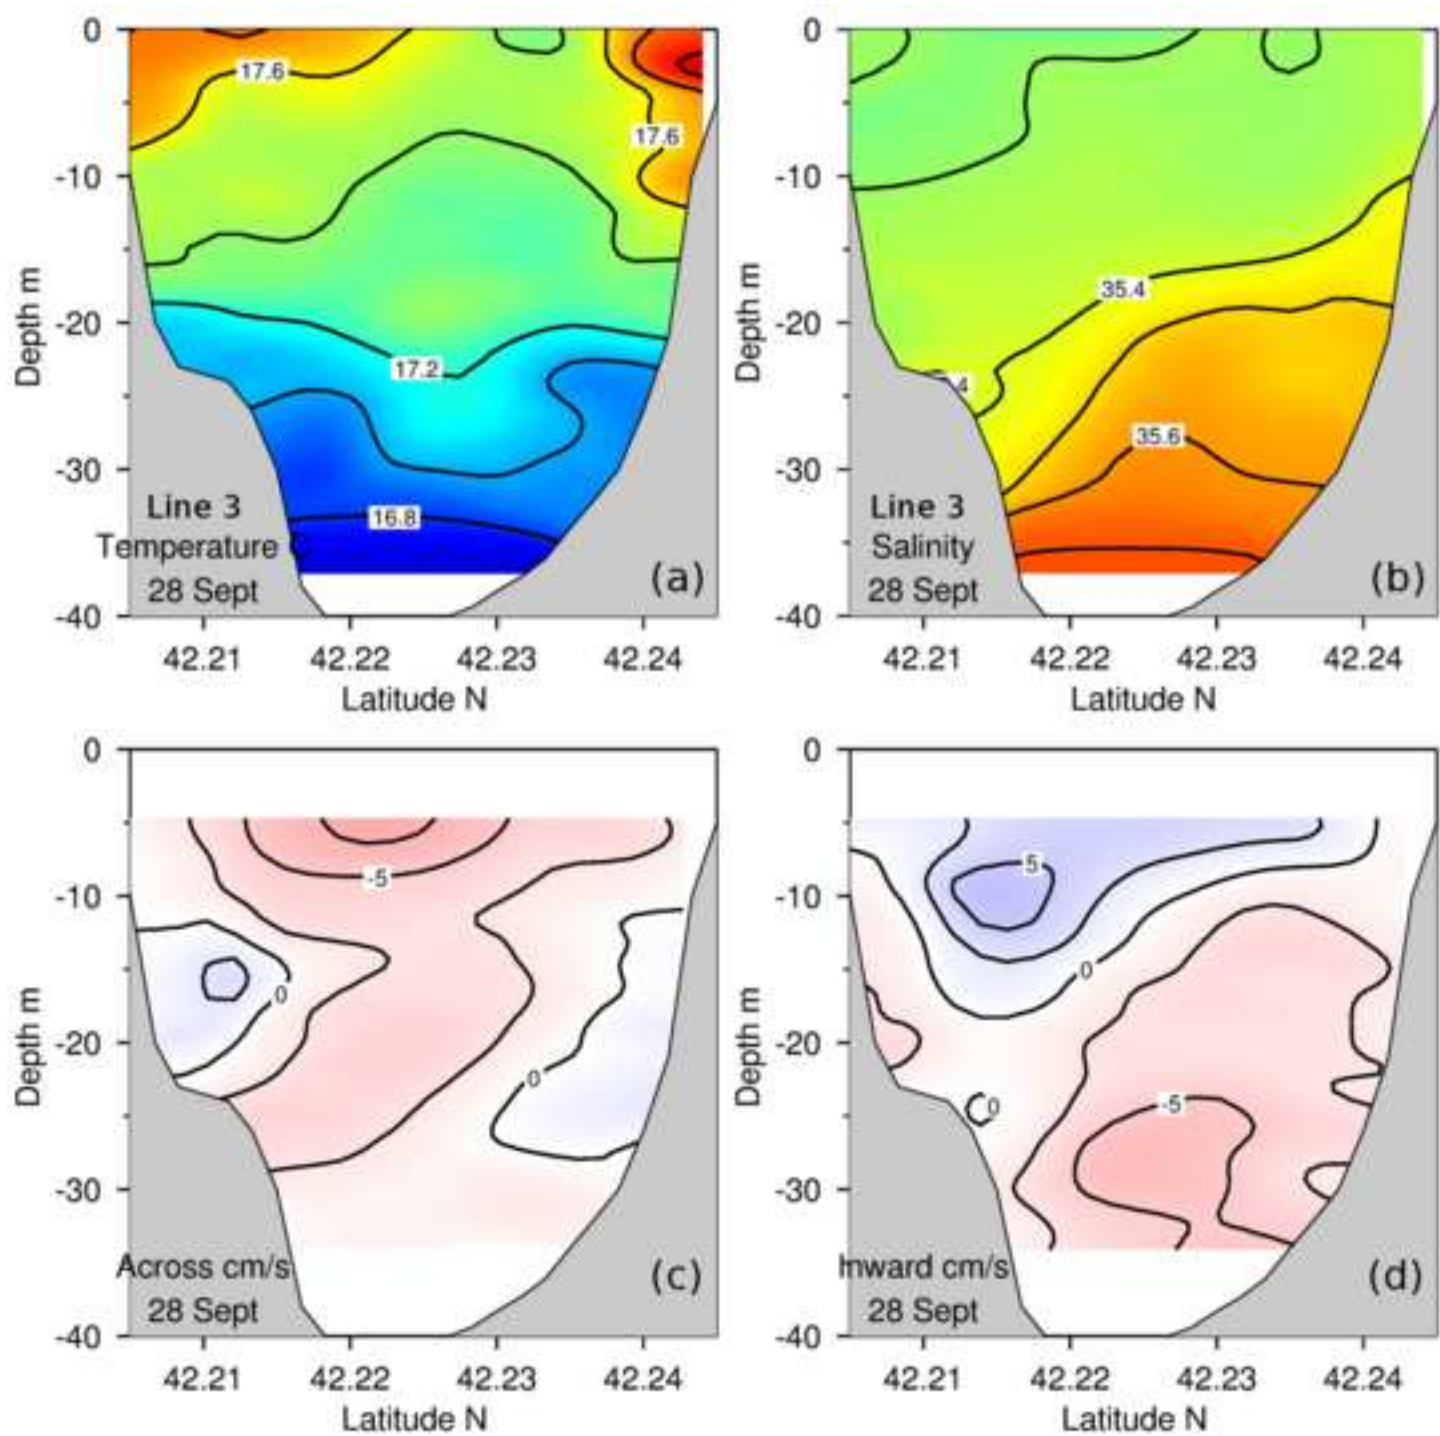 0
-10
-20
-30
-40
Depth m
17.6
17.6
17.2
16.8
Line 3
Temperature C
28 Sept
(a)
42.21 42.22 42.23 42.24
Latitude N
0
-10
-20
-30
-40
Depth m
35.4
4
35.6
Line 3
Salinity
28 Sept
(b)
42.21 42.22 42.23 42.24
Latitude N
0
-10
-20
-30
-40
Depth m
-5
0
0
Across cm/s
28 Sept
(c)
42.21 42.22 42.23 42.24
Latitude N
0
-10
-20
-30
-40
Depth m
5
0
0
-5
Inward cm/s
28 Sept
(d)
42.21 42.22 42.23 42.24
Latitude N